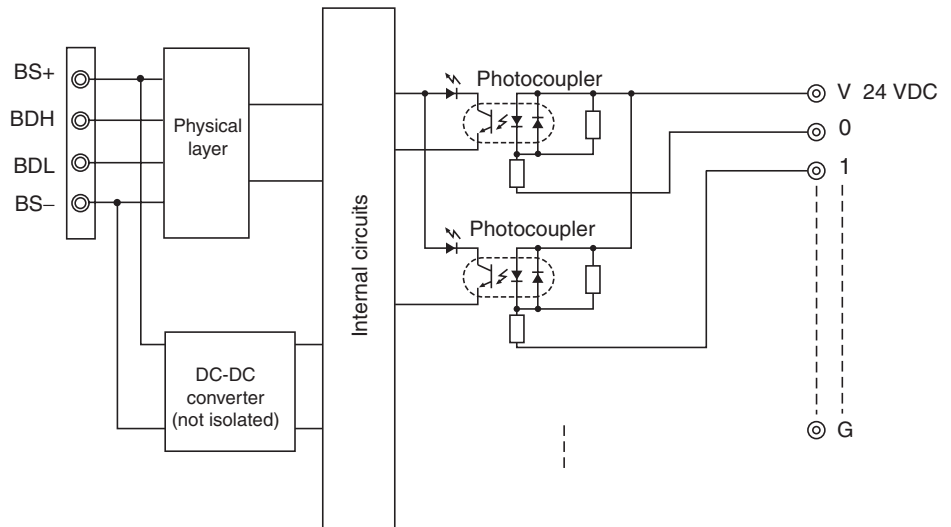 BS+
BDH
BDL
BS−
Physical
layer
DC-DC
converter
(not isolated)
Internal circuits
Photocoupler
Photocoupler
V 24 VDC
0
1
G